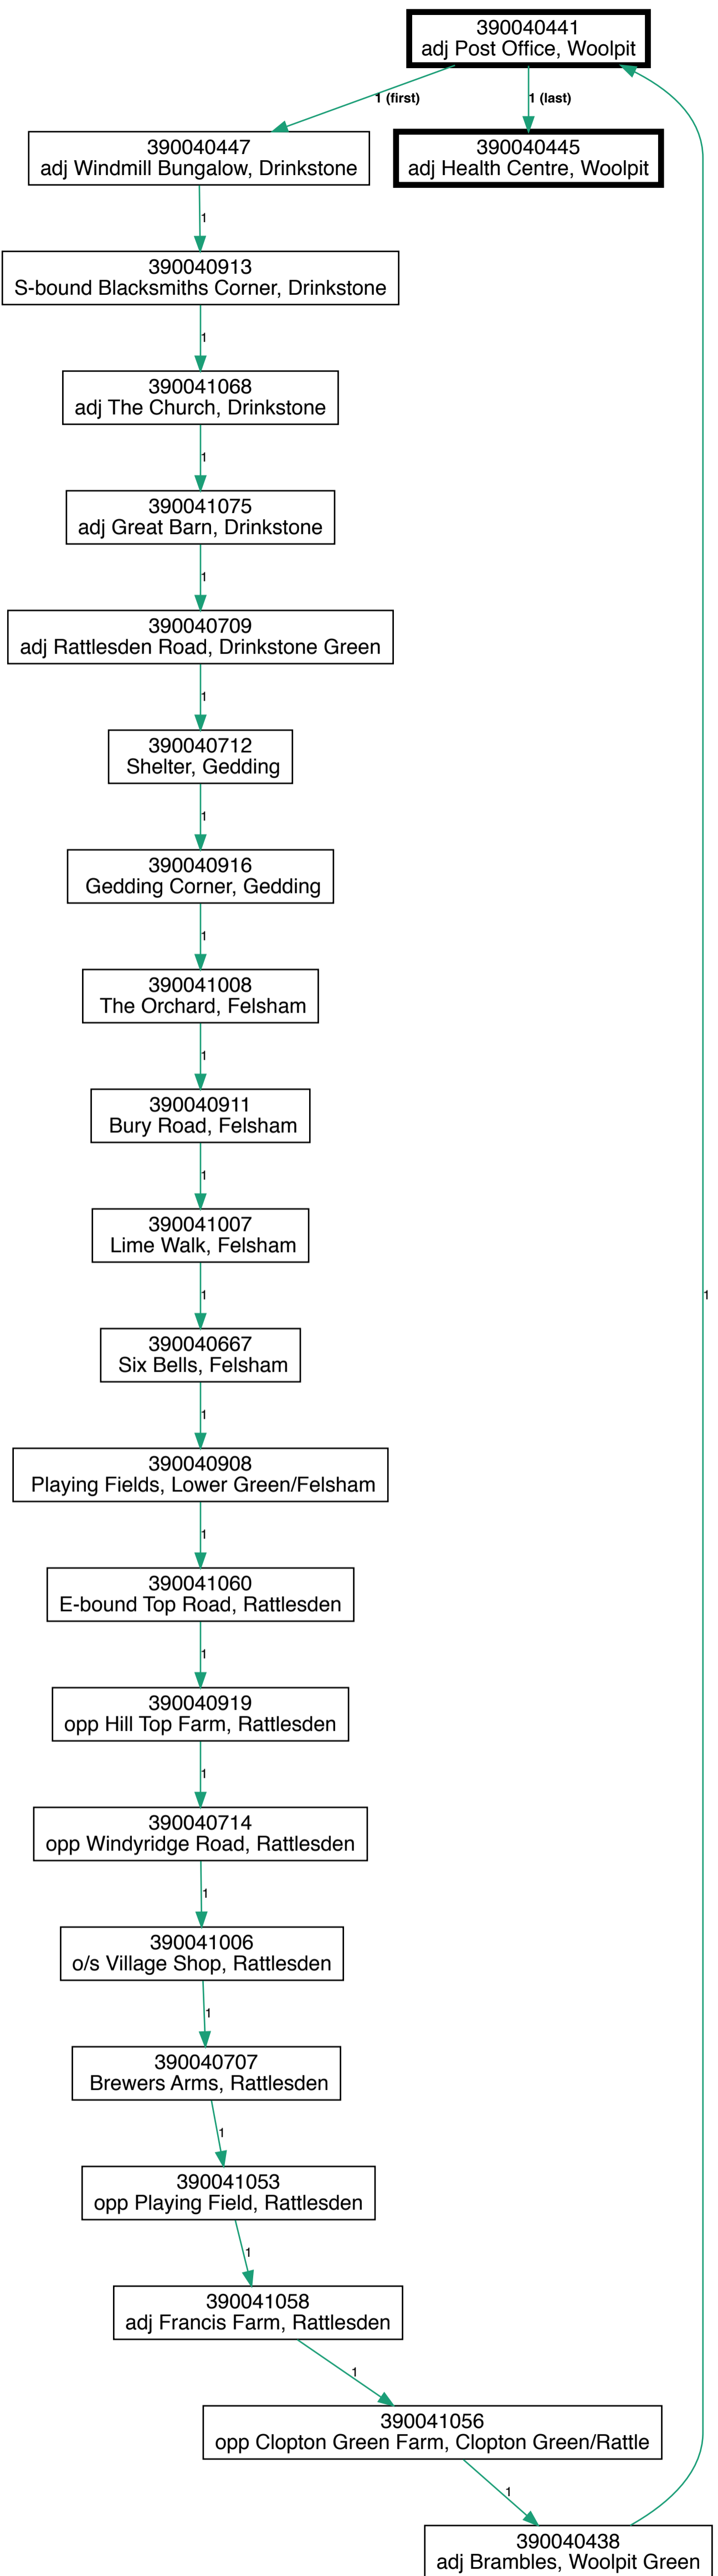 390040441
adj Post Office, Woolpit
1 (first)
1 (last)
390040447
adj Windmill Bungalow, Drinkstone
390040445
adj Health Centre, Woolpit
1
390040913
S-bound Blacksmiths Corner, Drinkstone
1
390041068
adj The Church, Drinkstone
1
390041075
adj Great Barn, Drinkstone
1
390040709
adj Rattlesden Road, Drinkstone Green
1
390040712
Shelter, Gedding
1
390040916
Gedding Corner, Gedding
1
390041008
The Orchard, Felsham
1
390040911
Bury Road, Felsham
1
390041007
Lime Walk, Felsham
1
1
390040667
Six Bells, Felsham
1
390040908
Playing Fields, Lower Green/Felsham
1
390041060
E-bound Top Road, Rattlesden
1
390040919
opp Hill Top Farm, Rattlesden
1
390040714
opp Windyridge Road, Rattlesden
1
390041006
o/s Village Shop, Rattlesden
1
390040707
Brewers Arms, Rattlesden
1
390041053
opp Playing Field, Rattlesden
1
390041058
adj Francis Farm, Rattlesden
1
390041056
opp Clopton Green Farm, Clopton Green/Rattle
1
390040438
adj Brambles, Woolpit Green